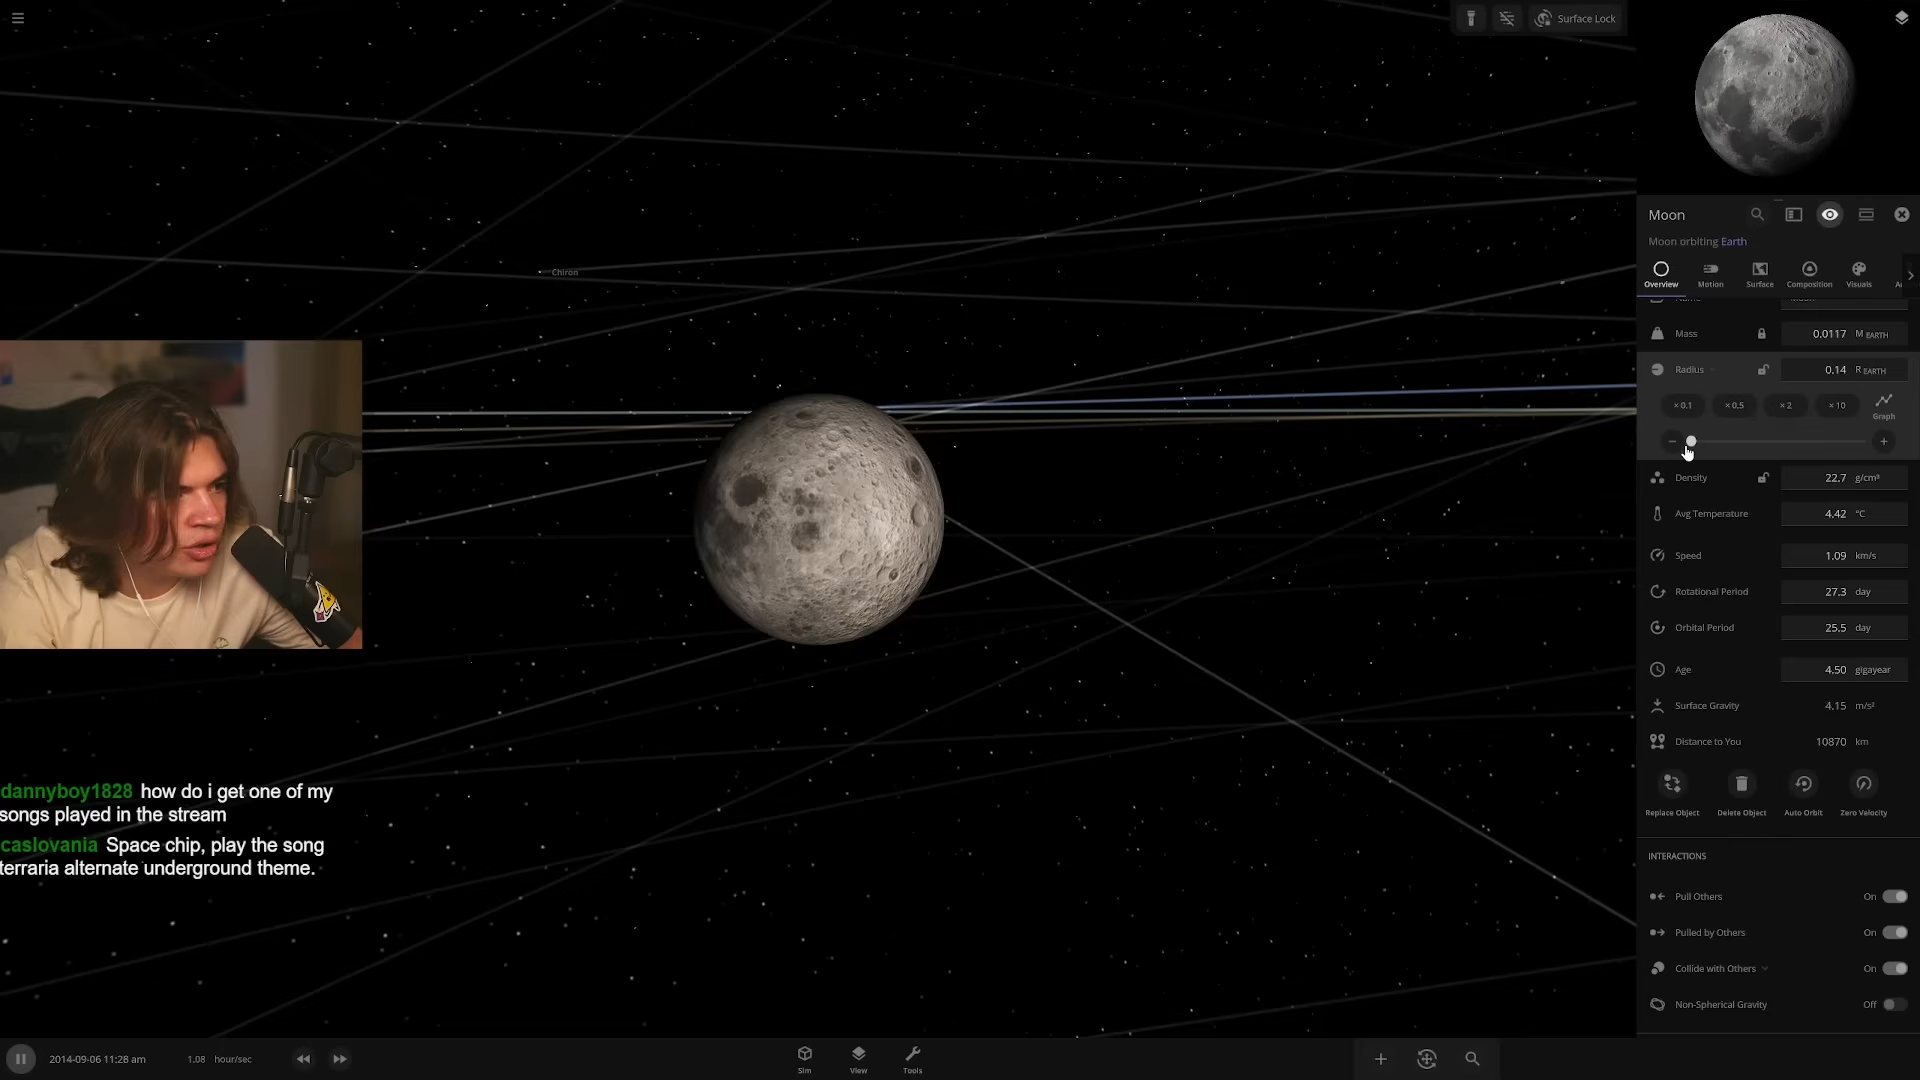 Surface Lock
Moon
Moon orbiting Earth
Overview Motion Surface Composition Visuals
Mass 0.0117 M EARTH
Radius 0.14 R EARTH
× 0.1 × 0.5 × 2 × 10 Graph
Density 22.7 g/cm³
Avg Temperature 4.42 °C
Speed 1.09 km/s
Rotational Period 27.3 day
Orbital Period 25.5 day
Age 4.50 gigayear
Surface Gravity 4.15 m/s²
Distance to You 10870 km
Replace Object Delete Object Auto Orbit Zero Velocity
INTERACTIONS
Pull Others On
Pulled by Others On
Collide with Others On
Non-Spherical Gravity Off
Chiron
dannyboy1828 how do i get one of my
songs played in the stream
caslovania Space chip, play the song
terraria alternate underground theme.
2014-09-06 11:28 am 1.08 hour/sec
Sim View Tools